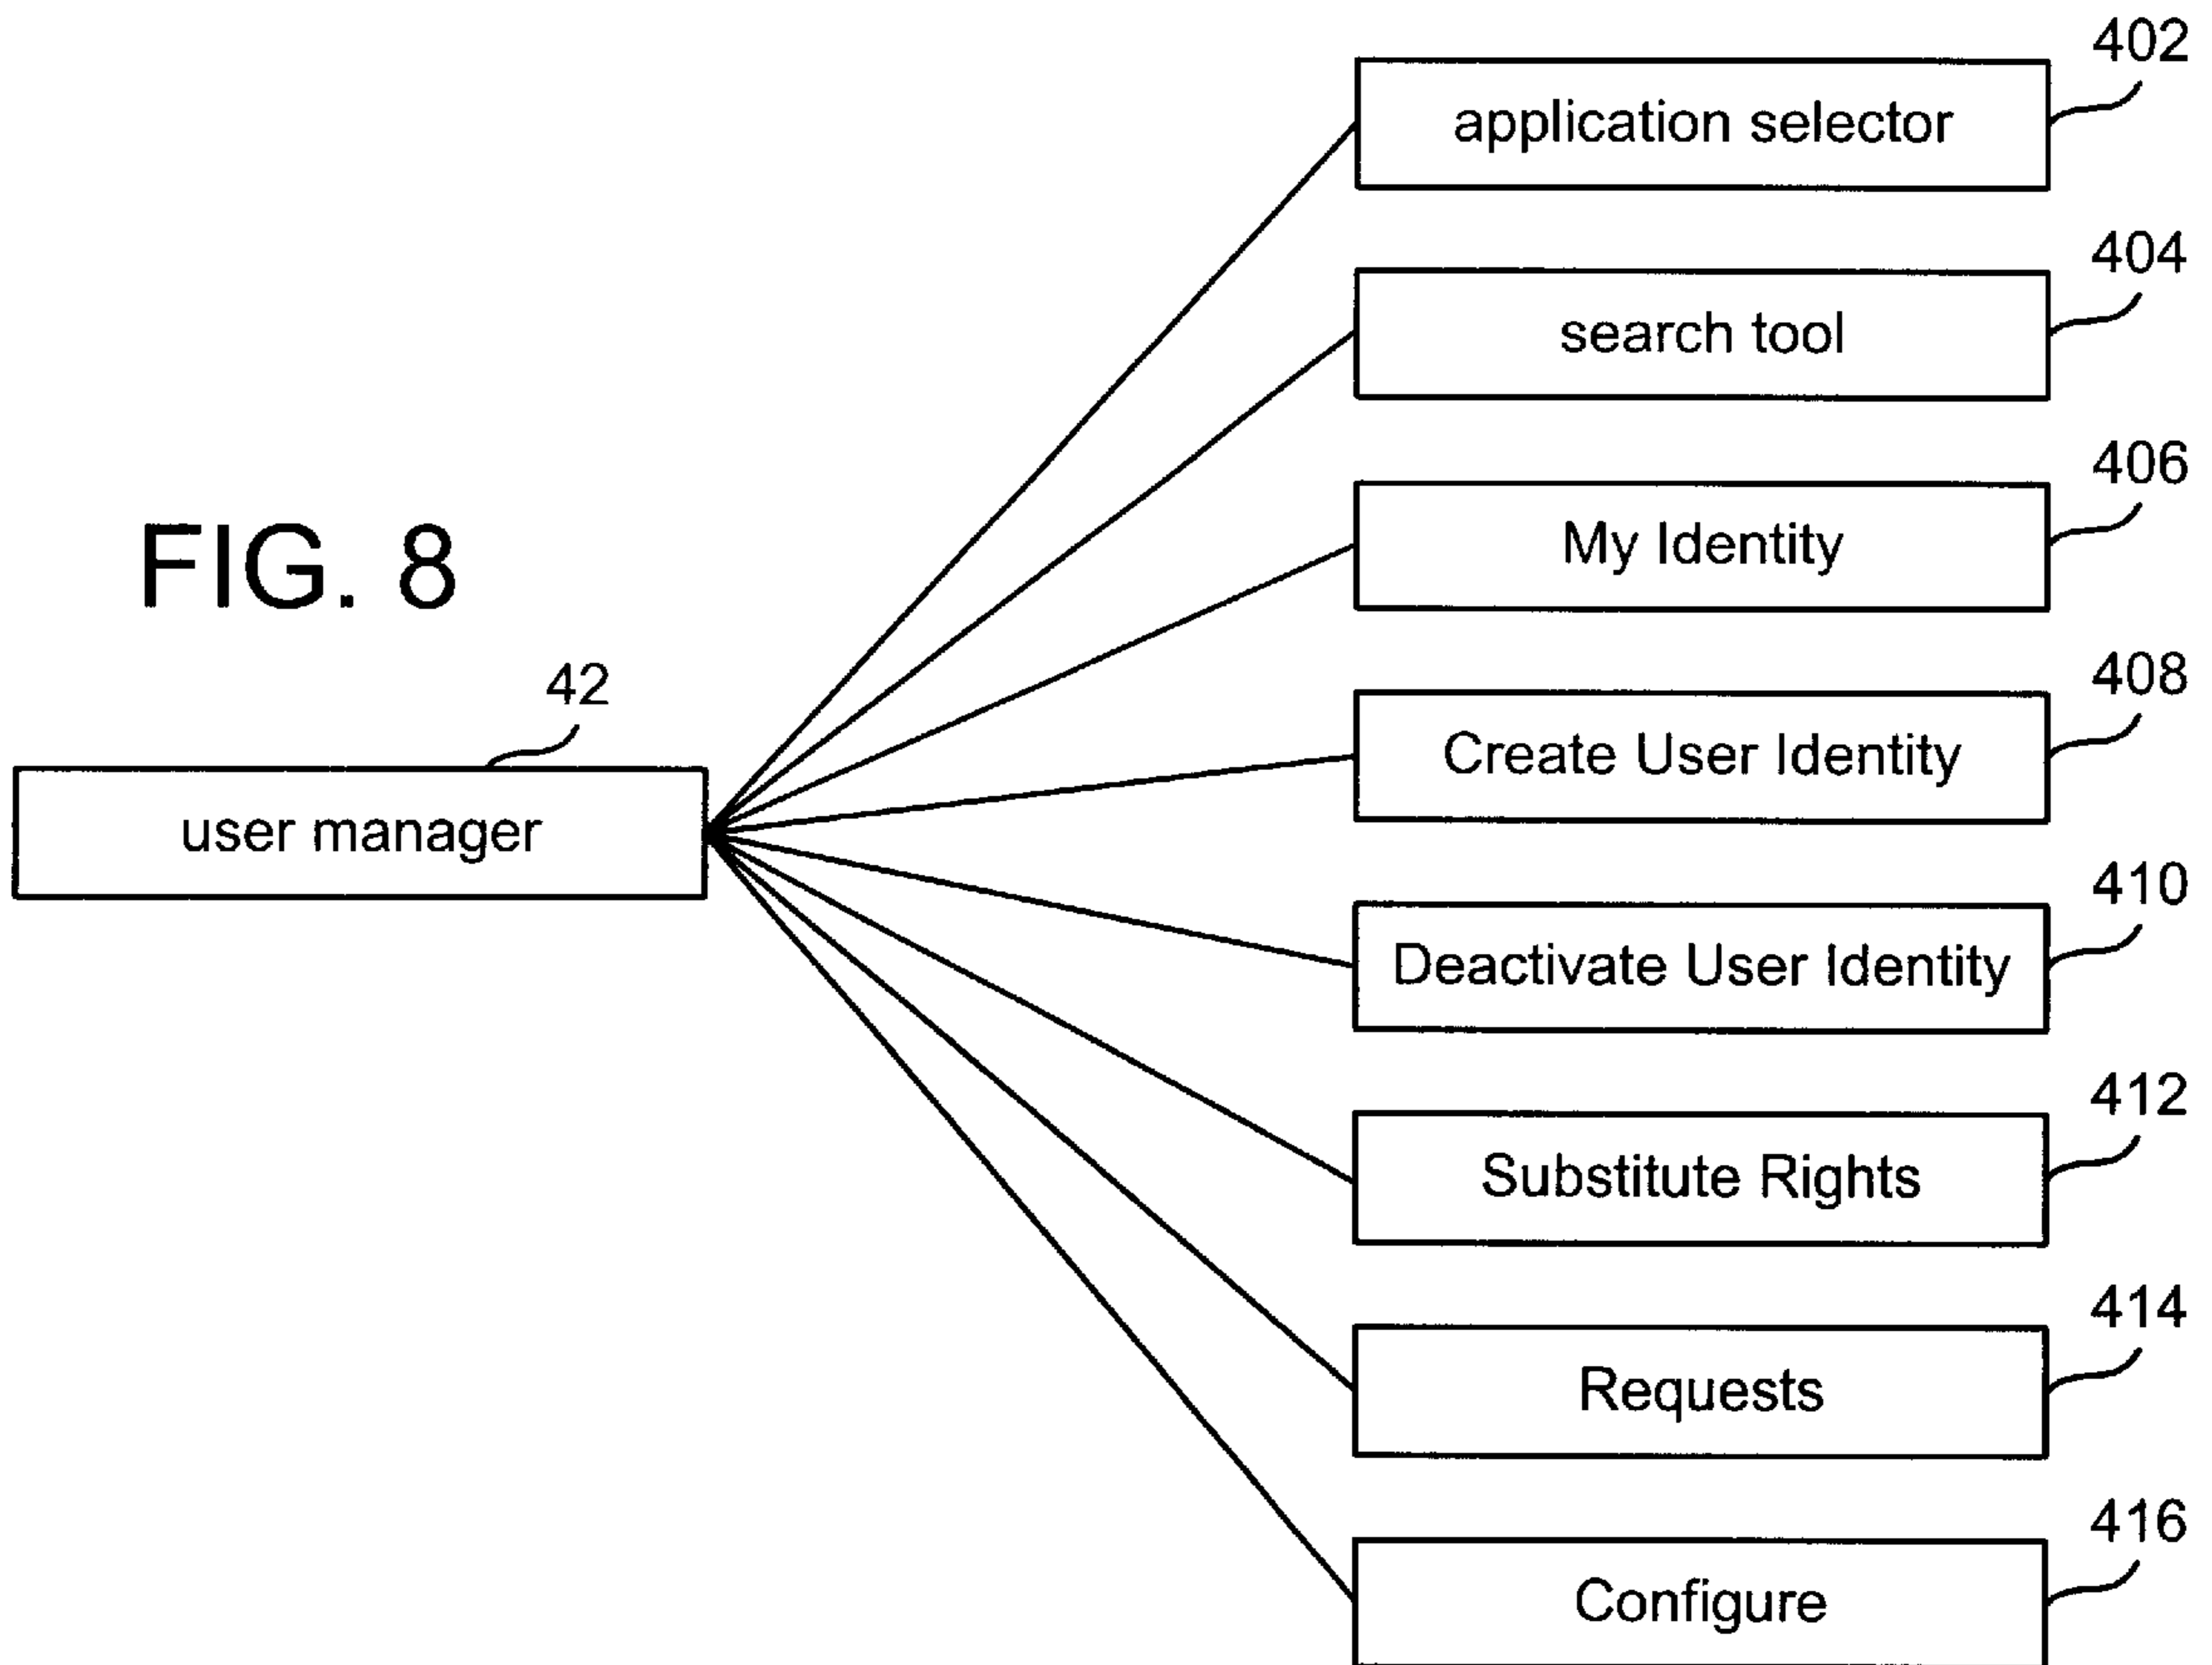 402
application selector
404
search tool
406
My Identity
FIG. 8
408
Create User Identity
42
user manager
410
Deactivate User Identity
412
Substitute Rights
414
Requests
416
Configure